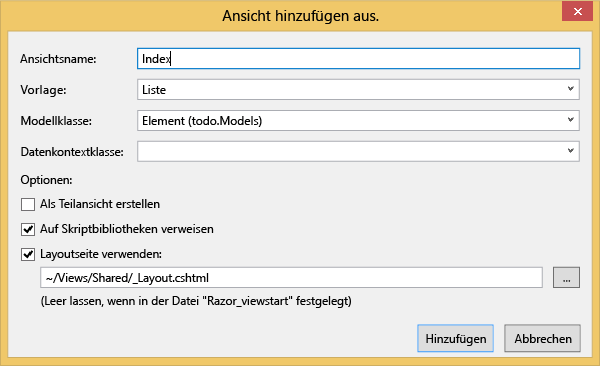 Ansicht hinzufügen aus.
Ansichtsname: Index
Vorlage: Liste
Modellklasse: Element (todo.Models)
Datenkontextklasse:
Optionen:
Als Teilansicht erstellen
Auf Skriptbibliotheken verweisen
Layoutseite verwenden:
~/Views/Shared/_Layout.cshtml ...
(Leer lassen, wenn in der Datei "Razor_viewstart" festgelegt)
Hinzufügen Abbrechen